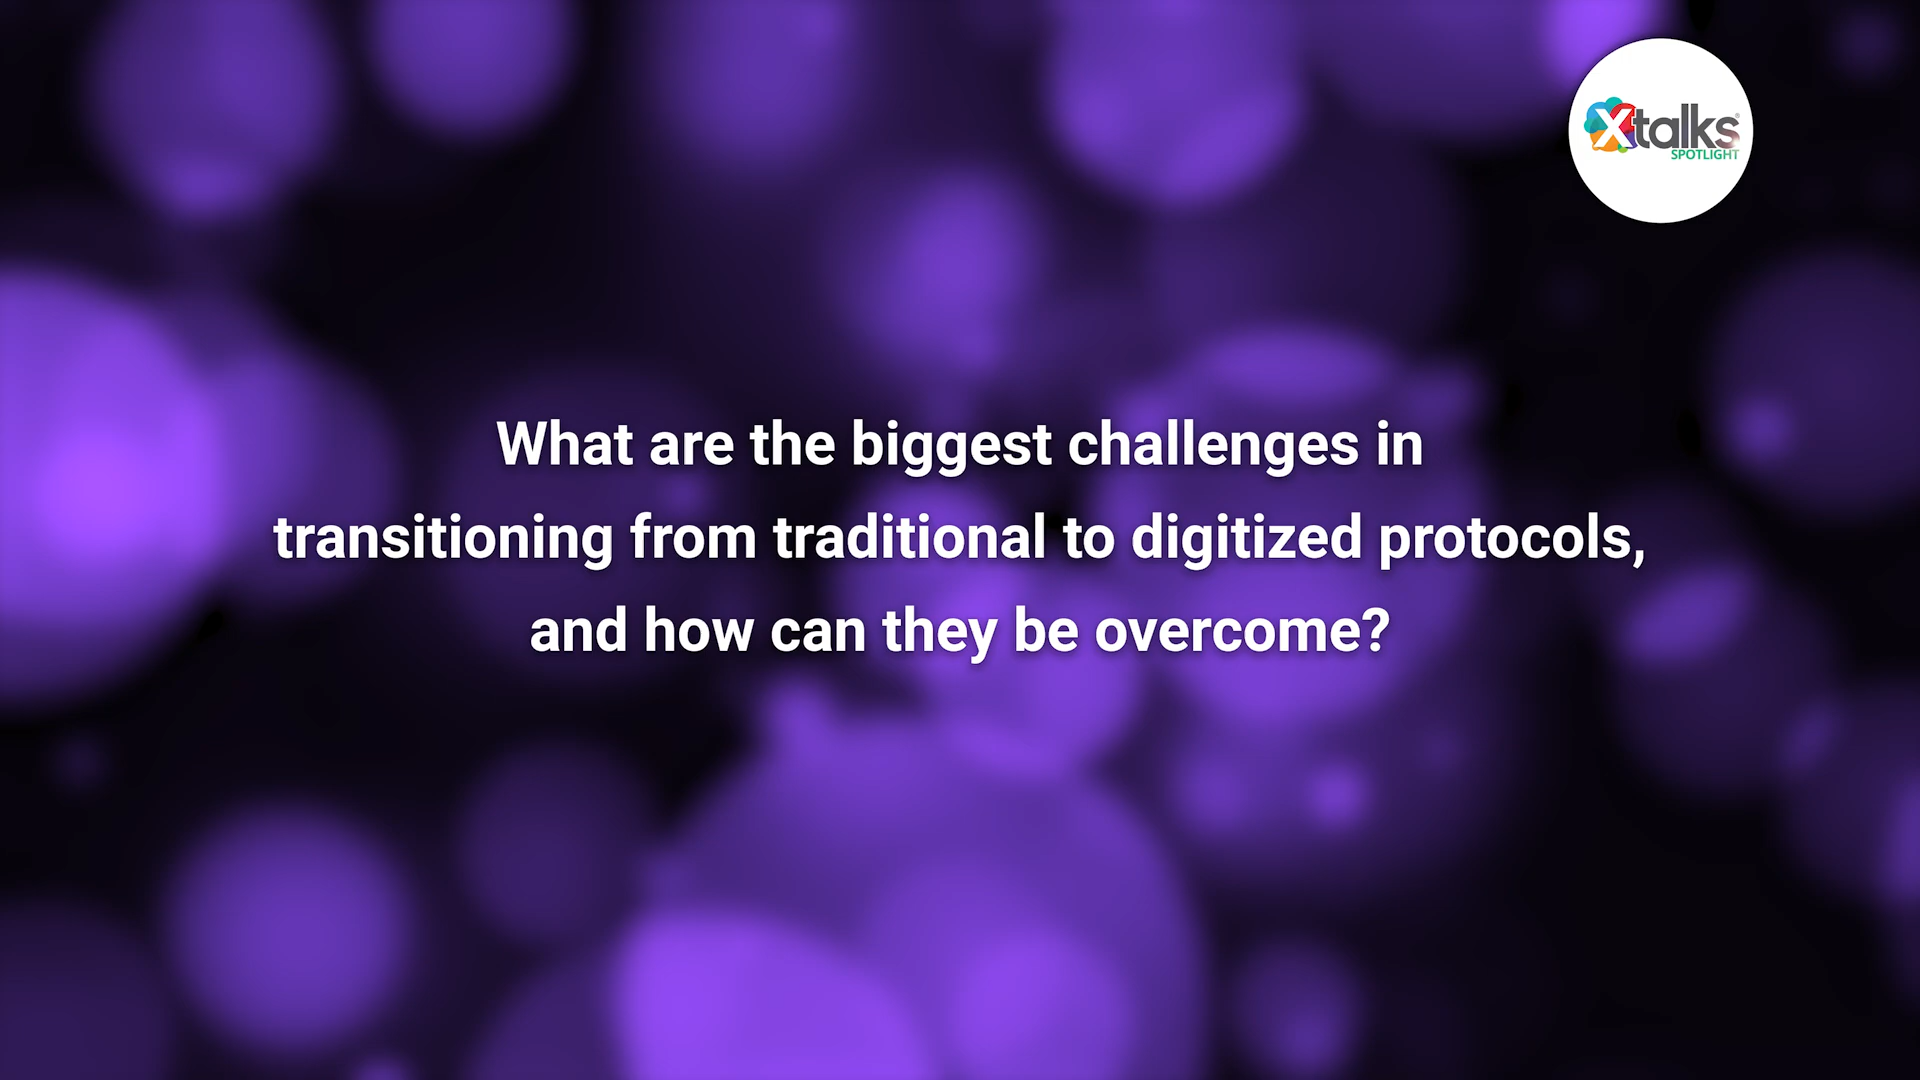 Xtalks
SPOTLIGHT
What are the biggest challenges in
transitioning from traditional to digitized protocols,
and how can they be overcome?